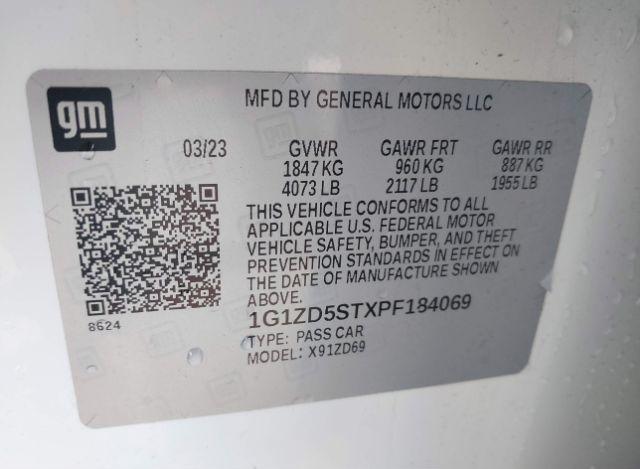 gm
MFD BY GENERAL MOTORS LLC
03/23 GVWR GAWR FRT GAWR RR
1847 KG 960 KG 887 KG
4073 LB 2117 LB 1955 LB
THIS VEHICLE CONFORMS TO ALL
APPLICABLE U.S. FEDERAL MOTOR
VEHICLE SAFETY, BUMPER, AND THEFT
PREVENTION STANDARDS IN EFFECT ON
THE DATE OF MANUFACTURE SHOWN
ABOVE.
8624
1G1ZD5STXPF184069
TYPE: PASS CAR
MODEL: X91ZD69